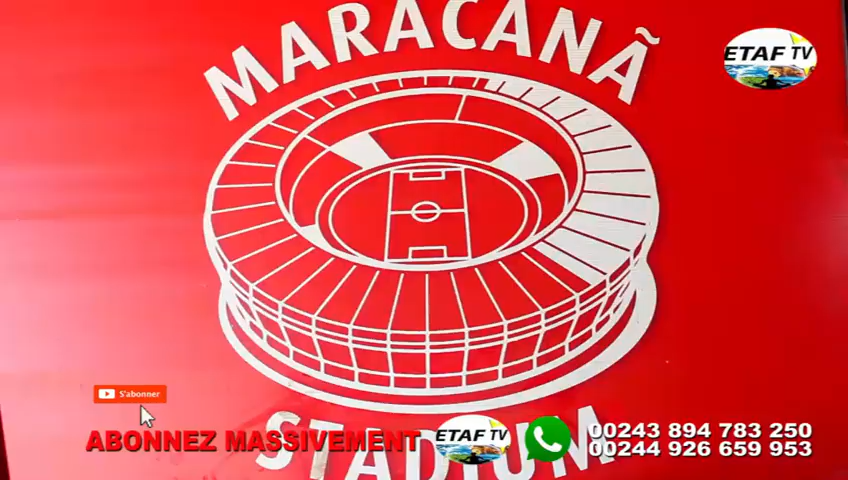 MARACANÃ
ETAF TV
S'abonner
STADIUM
ABONNEZ MASSIVEMENT
ETAF TV
00243 894 783 250
00244 926 659 953